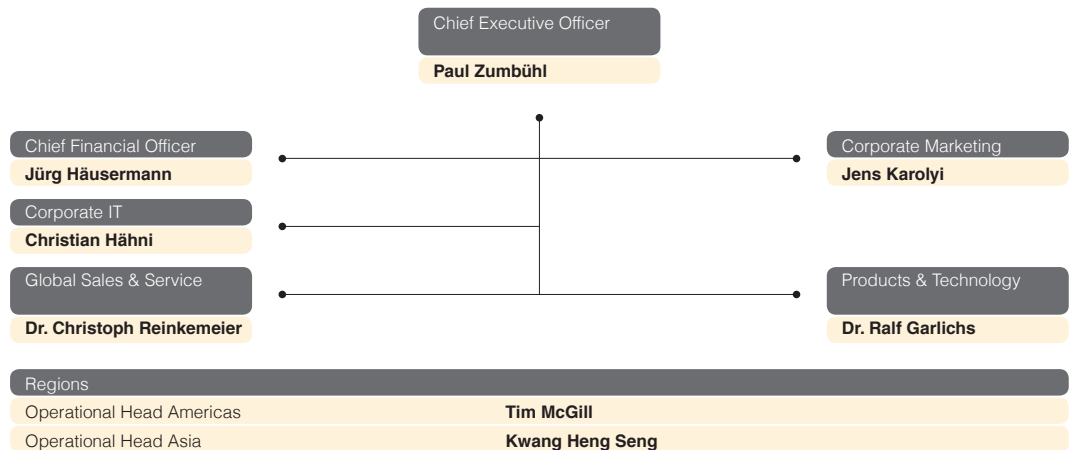 Chief Executive Officer
Paul Zumbühl
Chief Financial Officer
Jürg Häusermann
Corporate Marketing
Jens Karolyi
Corporate IT
Christian Hähni
Global Sales & Service
Dr. Christoph Reinkemeier
Products & Technology
Dr. Ralf Garlichs
Regions
Operational Head Americas Tim McGill
Operational Head Asia Kwang Heng Seng